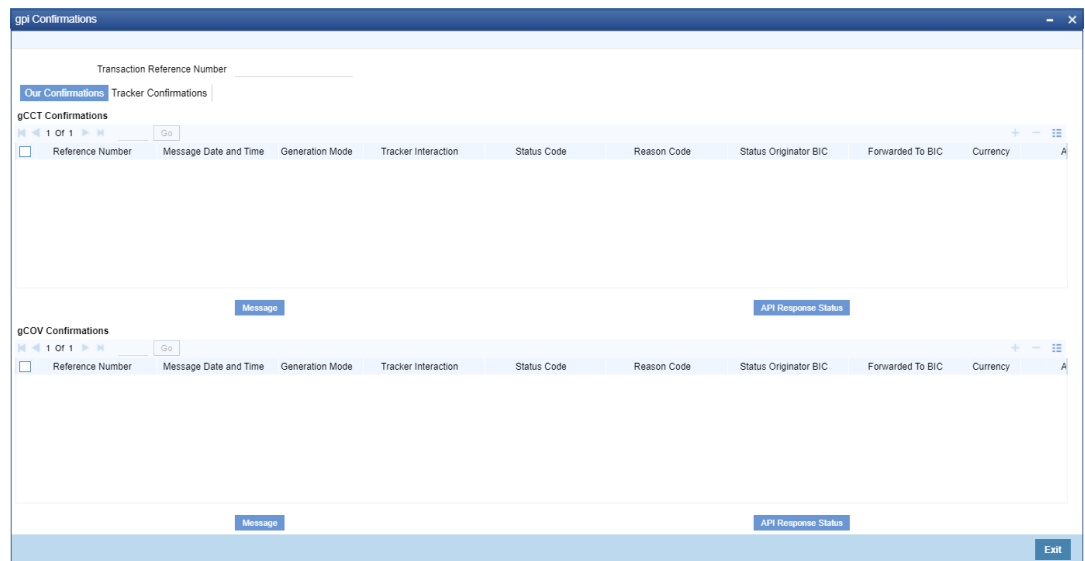 gpi Confirmations
Transaction Reference Number
Our Confirmations Tracker Confirmations
gCCT Confirmations
1 Of 1 Go
Reference Number Message Date and Time Generation Mode Tracker Interaction Status Code Reason Code Status Originator BIC Forwarded To BIC Currency A
Message API Response Status
gCOV Confirmations
1 Of 1 Go
Reference Number Message Date and Time Generation Mode Tracker Interaction Status Code Reason Code Status Originator BIC Forwarded To BIC Currency A
Message API Response Status
Exit